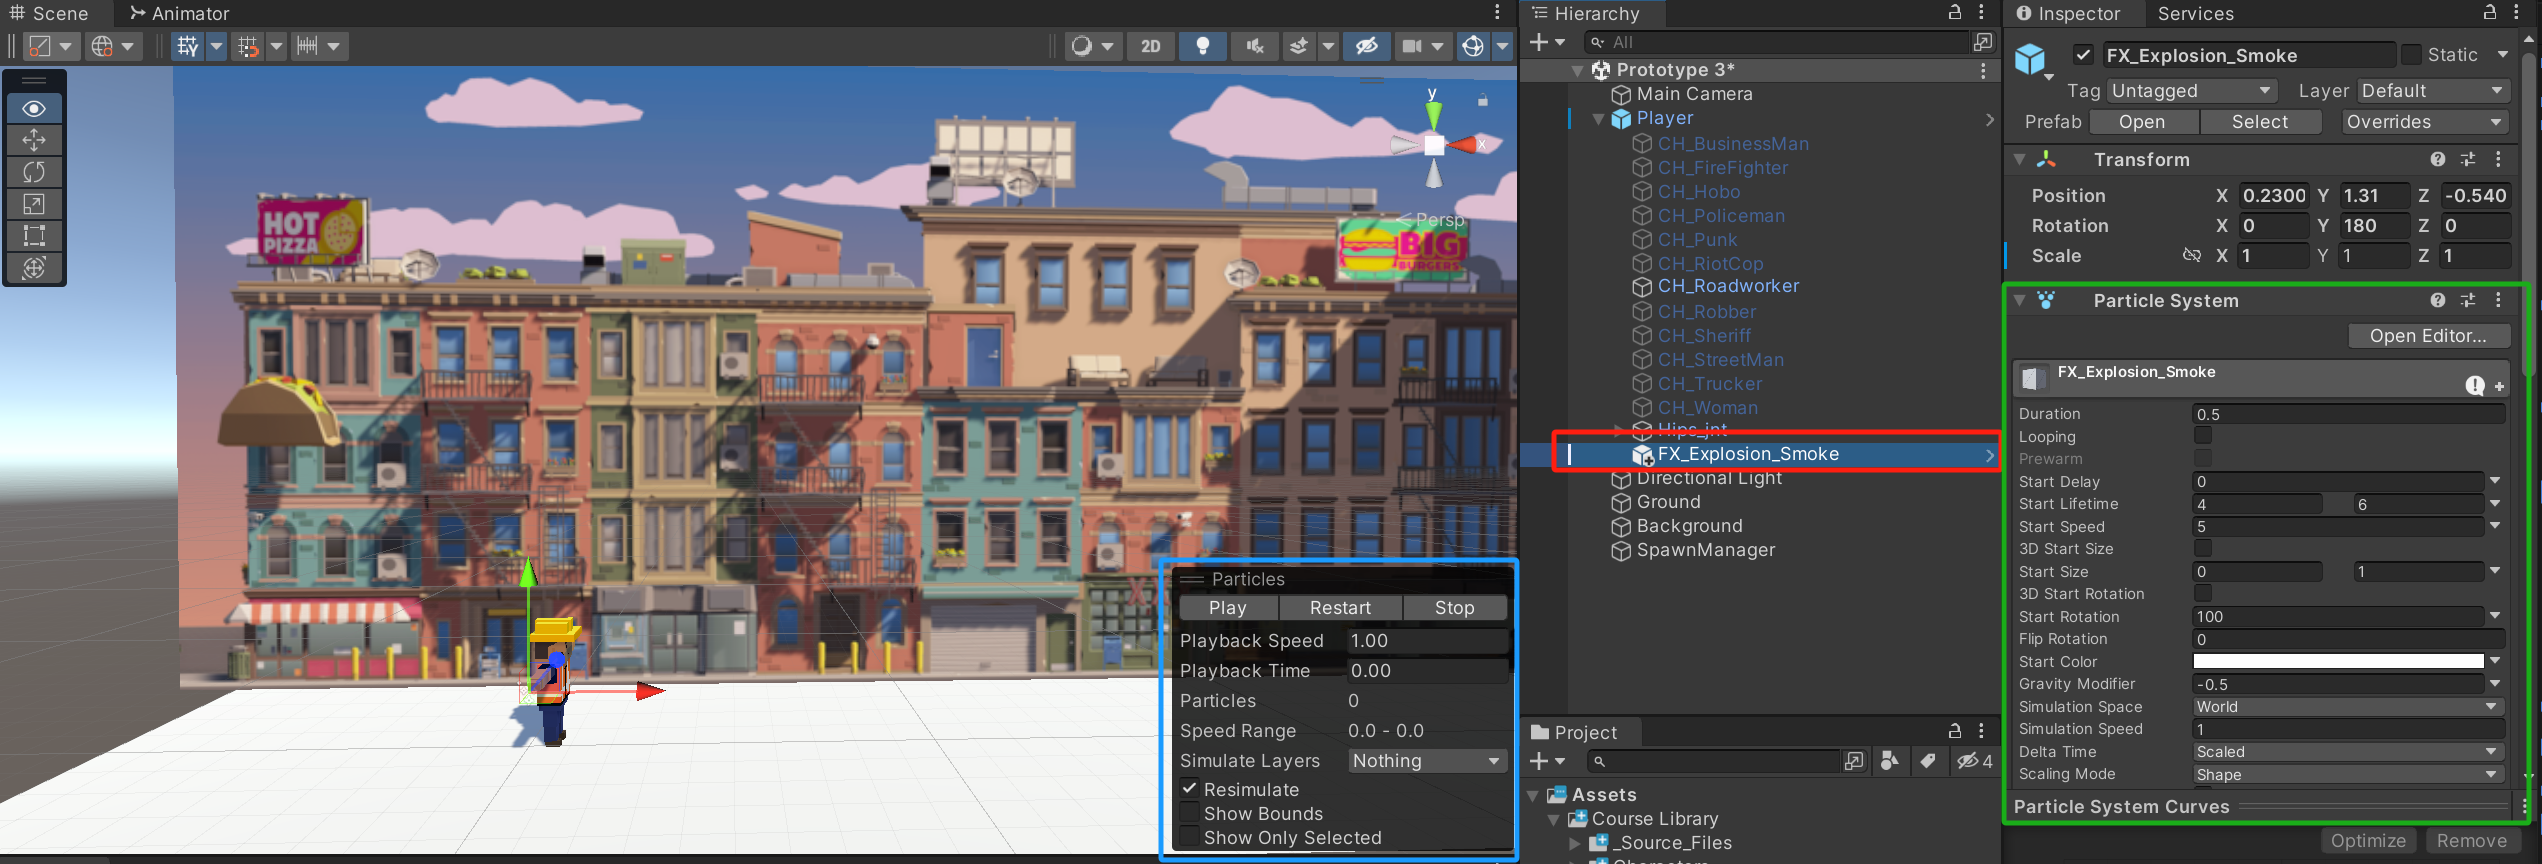 Scene
Animator
2D
y
x
Persp
HOT
PIZZA
BIG
BURGERS
Particles
Play Restart Stop
Playback Speed 1.00
Playback Time 0.00
Particles 0
Speed Range 0.0 - 0.0
Simulate Layers Nothing
Resimulate
Show Bounds
Show Only Selected
Hierarchy
All
Prototype 3*
Main Camera
Player
CH_BusinessMan
CH_FireFighter
CH_Hobo
CH_Policeman
CH_Punk
CH_RiotCop
CH_Roadworker
CH_Robber
CH_Sheriff
CH_StreetMan
CH_Trucker
CH_Woman
Hips_jnt
FX_Explosion_Smoke
Directional Light
Ground
Background
SpawnManager
Project
4
Assets
Course Library
_Source_Files
Characters
Inspector
Services
FX_Explosion_Smoke Static
Tag Untagged Layer Default
Prefab Open Select Overrides
Transform
Position X 0.2300 Y 1.31 Z -0.540
Rotation X 0 Y 180 Z 0
Scale X 1 Y 1 Z 1
Particle System
Open Editor...
FX_Explosion_Smoke
Duration 0.5
Looping
Prewarm
Start Delay 0
Start Lifetime 4 6
Start Speed 5
3D Start Size
Start Size 0 1
3D Start Rotation
Start Rotation 100
Flip Rotation 0
Start Color
Gravity Modifier -0.5
Simulation Space World
Simulation Speed 1
Delta Time Scaled
Scaling Mode Shape
Particle System Curves
Optimize Remove